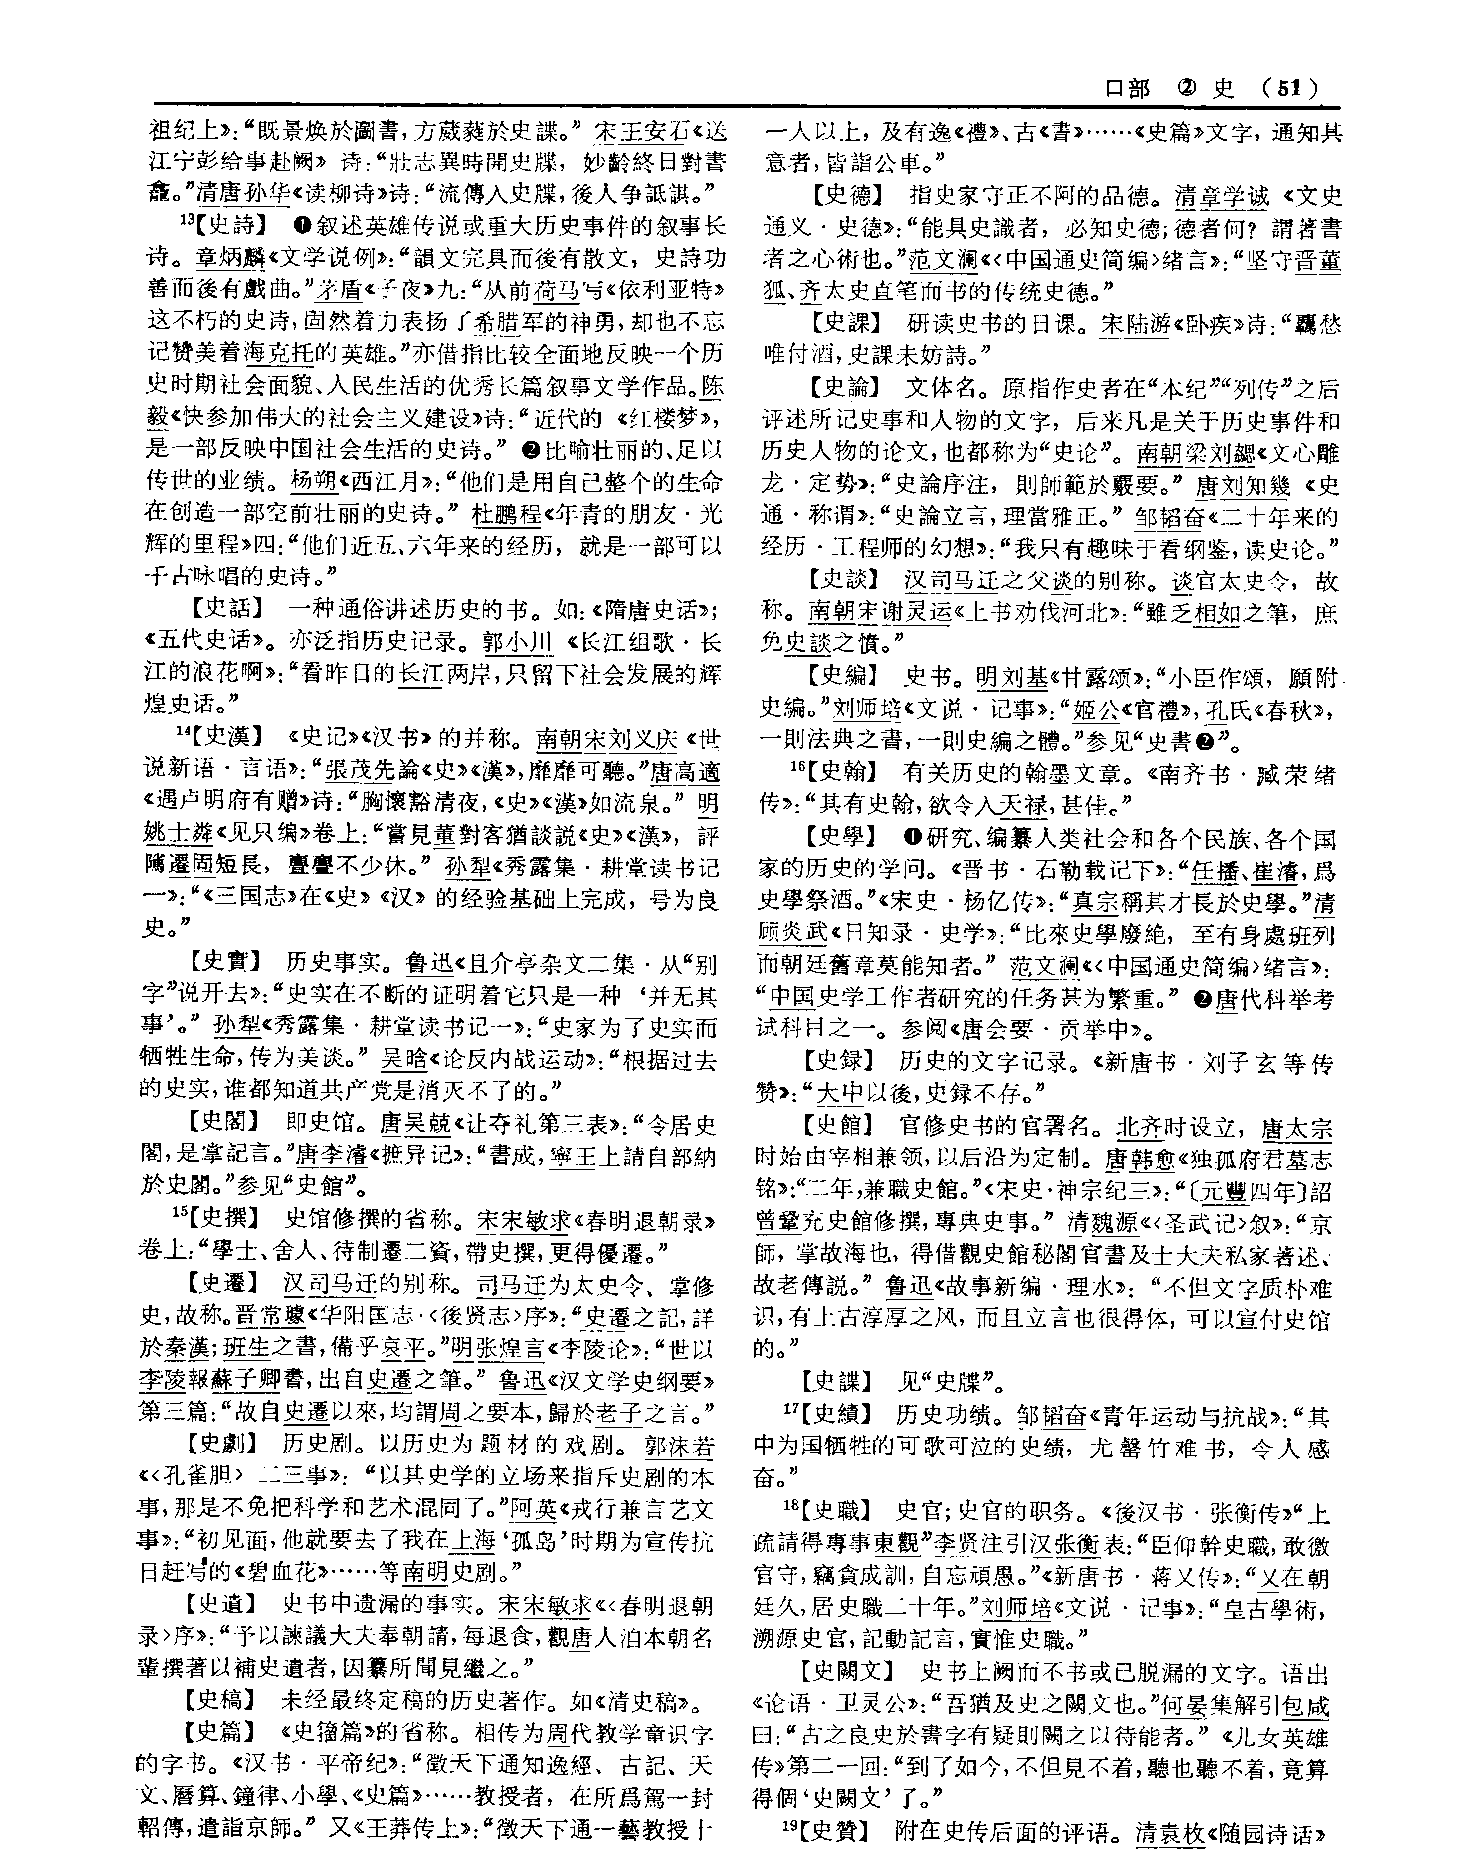 口部 ② 史 （51）
祖纪上》：“既景焕於圖書，方葳蕤於史諜。”宋王安石《送
江宁彭给事赴阙》诗：“壯志異時開史牒，妙齡終日對書
龕。”清唐孙华《读柳诗》诗：“流傳入史牒，後人争詆諆。”
13【史詩】 ❶叙述英雄传说或重大历史事件的叙事长
诗。章炳麟《文学说例》：“韻文完具而後有散文，史詩功
善而後有戲曲。”茅盾《子夜》九：“从前荷马写《依利亚特》
这不朽的史诗，固然着力表扬了希腊军的神勇，却也不忘
记赞美着海克托的英雄。”亦借指比较全面地反映一个历
史时期社会面貌、人民生活的优秀长篇叙事文学作品。陈
毅《快参加伟大的社会主义建设》诗：“近代的《红楼梦》，
是一部反映中国社会生活的史诗。” ❷比喻壮丽的、足以
传世的业绩。杨朔《西江月》：“他们是用自己整个的生命
在创造一部空前壮丽的史诗。”杜鹏程《年青的朋友·光
辉的里程》四：“他们近五、六年来的经历，就是一部可以
千古咏唱的史诗。”
【史話】 一种通俗讲述历史的书。如：《隋唐史话》；
《五代史话》。亦泛指历史记录。郭小川《长江组歌·长
江的浪花啊》：“看昨日的长江两岸，只留下社会发展的辉
煌史话。”
14【史漢】 《史记》《汉书》的并称。南朝宋刘义庆《世
说新语·言语》：“張茂先論《史》《漢》，靡靡可聽。”唐高適
《遇卢明府有赠》诗：“胸懷豁清夜，《史》《漢》如流泉。”明
姚士粦《见只编》卷上：“嘗見董對客猶談説《史》《漢》，評
隲遷固短長，亹亹不少休。”孙犁《秀露集·耕堂读书记
一》：“《三国志》在《史》《汉》的经验基础上完成，号为良
史。”
【史實】 历史事实。鲁迅《且介亭杂文二集·从“别
字”说开去》：“史实在不断的证明着它只是一种‘并无其
事’。”孙犁《秀露集·耕堂读书记一》：“史家为了史实而
牺牲生命，传为美谈。”吴晗《论反内战运动》：“根据过去
的史实，谁都知道共产党是消灭不了的。”
【史閣】 即史馆。唐吴兢《让夺礼第三表》：“令居史
閣，是掌記言。”唐李濬《摭异记》：“書成，寧王上請自部納
於史閣。”参见“史館”。
15【史撰】 史馆修撰的省称。宋宋敏求《春明退朝录》
卷上：“學士、舍人、待制遷二資，帶史撰，更得優遷。”
【史遷】 汉司马迁的别称。司马迁为太史令、掌修
史，故称。晋常璩《华阳国志·〈後贤志〉序》：“史遷之記，詳
於秦漢；班生之書，備乎哀平。”明张煌言《李陵论》：“世以
李陵報蘇子卿書，出自史遷之筆。”鲁迅《汉文学史纲要》
第三篇：“故自史遷以來，均謂周之要本，歸於老子之言。”
【史劇】 历史剧。以历史为题材的戏剧。郭沫若
《〈孔雀胆〉二三事》：“以其史学的立场来指斥史剧的本
事，那是不免把科学和艺术混同了。”阿英《戎行兼言艺文
事》：“初见面，他就要去了我在上海‘孤岛’时期为宣传抗
日赶写的《碧血花》……等南明史剧。”
【史遺】 史书中遗漏的事实。宋宋敏求《〈春明退朝
录〉序》：“予以諫議大夫奉朝請，每退食，觀唐人洎本朝名
輩撰著以補史遺者，因纂所聞見繼之。”
【史稿】 未经最终定稿的历史著作。如《清史稿》。
【史篇】 《史籀篇》的省称。相传为周代教学童识字
的字书。《汉书·平帝纪》：“徵天下通知逸經、古記、天
文、曆算、鐘律、小學、《史篇》……教授者，在所爲駕一封
軺傳，遣詣京師。”又《王莽传上》：“徵天下通一藝教授十
一人以上，及有逸《禮》、古《書》……《史篇》文字，通知其
意者，皆詣公車。”
【史德】 指史家守正不阿的品德。清章学诚《文史
通义·史德》：“能具史識者，必知史德；德者何？謂著書
者之心術也。”范文澜《〈中国通史简编〉绪言》：“坚守晋董
狐、齐太史直笔而书的传统史德。”
【史課】 研读史书的日课。宋陆游《卧疾》诗：“羈愁
唯付酒，史課未妨詩。”
【史論】 文体名。原指作史者在“本纪”“列传”之后
评述所记史事和人物的文字，后来凡是关于历史事件和
历史人物的论文，也都称为“史论”。南朝梁刘勰《文心雕
龙·定势》：“史論序注，則師範於覈要。”唐刘知幾《史
通·称谓》：“史論立言，理當雅正。”邹韬奋《二十年来的
经历·工程师的幻想》：“我只有趣味于看纲鉴，读史论。”
【史談】 汉司马迁之父谈的别称。谈官太史令，故
称。南朝宋谢灵运《上书劝伐河北》：“雖乏相如之筆，庶
免史談之憤。”
【史編】 史书。明刘基《甘露颂》：“小臣作頌，願附
史編。”刘师培《文说·记事》：“姬公《官禮》，孔氏《春秋》，
一則法典之書，一則史編之體。”参见“史書❷”。
16【史翰】 有关历史的翰墨文章。《南齐书·臧荣绪
传》：“其有史翰，欲令入天禄，甚佳。”
【史學】 ❶研究、编纂人类社会和各个民族、各个国
家的历史的学问。《晋书·石勒载记下》：“任播、崔濬，爲
史學祭酒。”《宋史·杨亿传》：“真宗稱其才長於史學。”清
顾炎武《日知录·史学》：“比來史學廢絶，至有身處班列
而朝廷舊章莫能知者。”范文澜《〈中国通史简编〉绪言》：
“中国史学工作者研究的任务甚为繁重。” ❷唐代科举考
试科目之一。参阅《唐会要·贡举中》。
【史録】 历史的文字记录。《新唐书·刘子玄等传
赞》：“大中以後，史録不存。”
【史館】 官修史书的官署名。北齐时设立，唐太宗
时始由宰相兼领，以后沿为定制。唐韩愈《独孤府君墓志
铭》：“二年，兼職史館。”《宋史·神宗纪三》：“〔元豐四年〕詔
曾鞏充史館修撰，專典史事。”清魏源《〈圣武记〉叙》：“京
師，掌故海也，得借觀史館秘閣官書及士大夫私家著述、
故老傳説。”鲁迅《故事新编·理水》：“不但文字质朴难
识，有上古淳厚之风，而且立言也很得体，可以宣付史馆
的。”
【史諜】 见“史牒”。
17【史績】 历史功绩。邹韬奋《青年运动与抗战》：“其
中为国牺牲的可歌可泣的史绩，尤罄竹难书，令人感
奋。”
18【史職】 史官；史官的职务。《後汉书·张衡传》“上
疏請得專事東觀”李贤注引汉张衡表：“臣仰幹史職，敢徼
官守，竊貪成訓，自忘頑愚。”《新唐书·蒋乂传》：“乂在朝
廷久，居史職二十年。”刘师培《文说·记事》：“皇古學術，
溯源史官，記動記言，實惟史職。”
【史闕文】 史书上阙而不书或已脱漏的文字。语出
《论语·卫灵公》：“吾猶及史之闕文也。”何晏集解引包咸
曰：“古之良史於書字有疑則闕之以待能者。”《儿女英雄
传》第二一回：“到了如今，不但見不着，聽也聽不着，竟算
得個‘史闕文’了。”
19【史贊】 附在史传后面的评语。清袁枚《随园诗话》